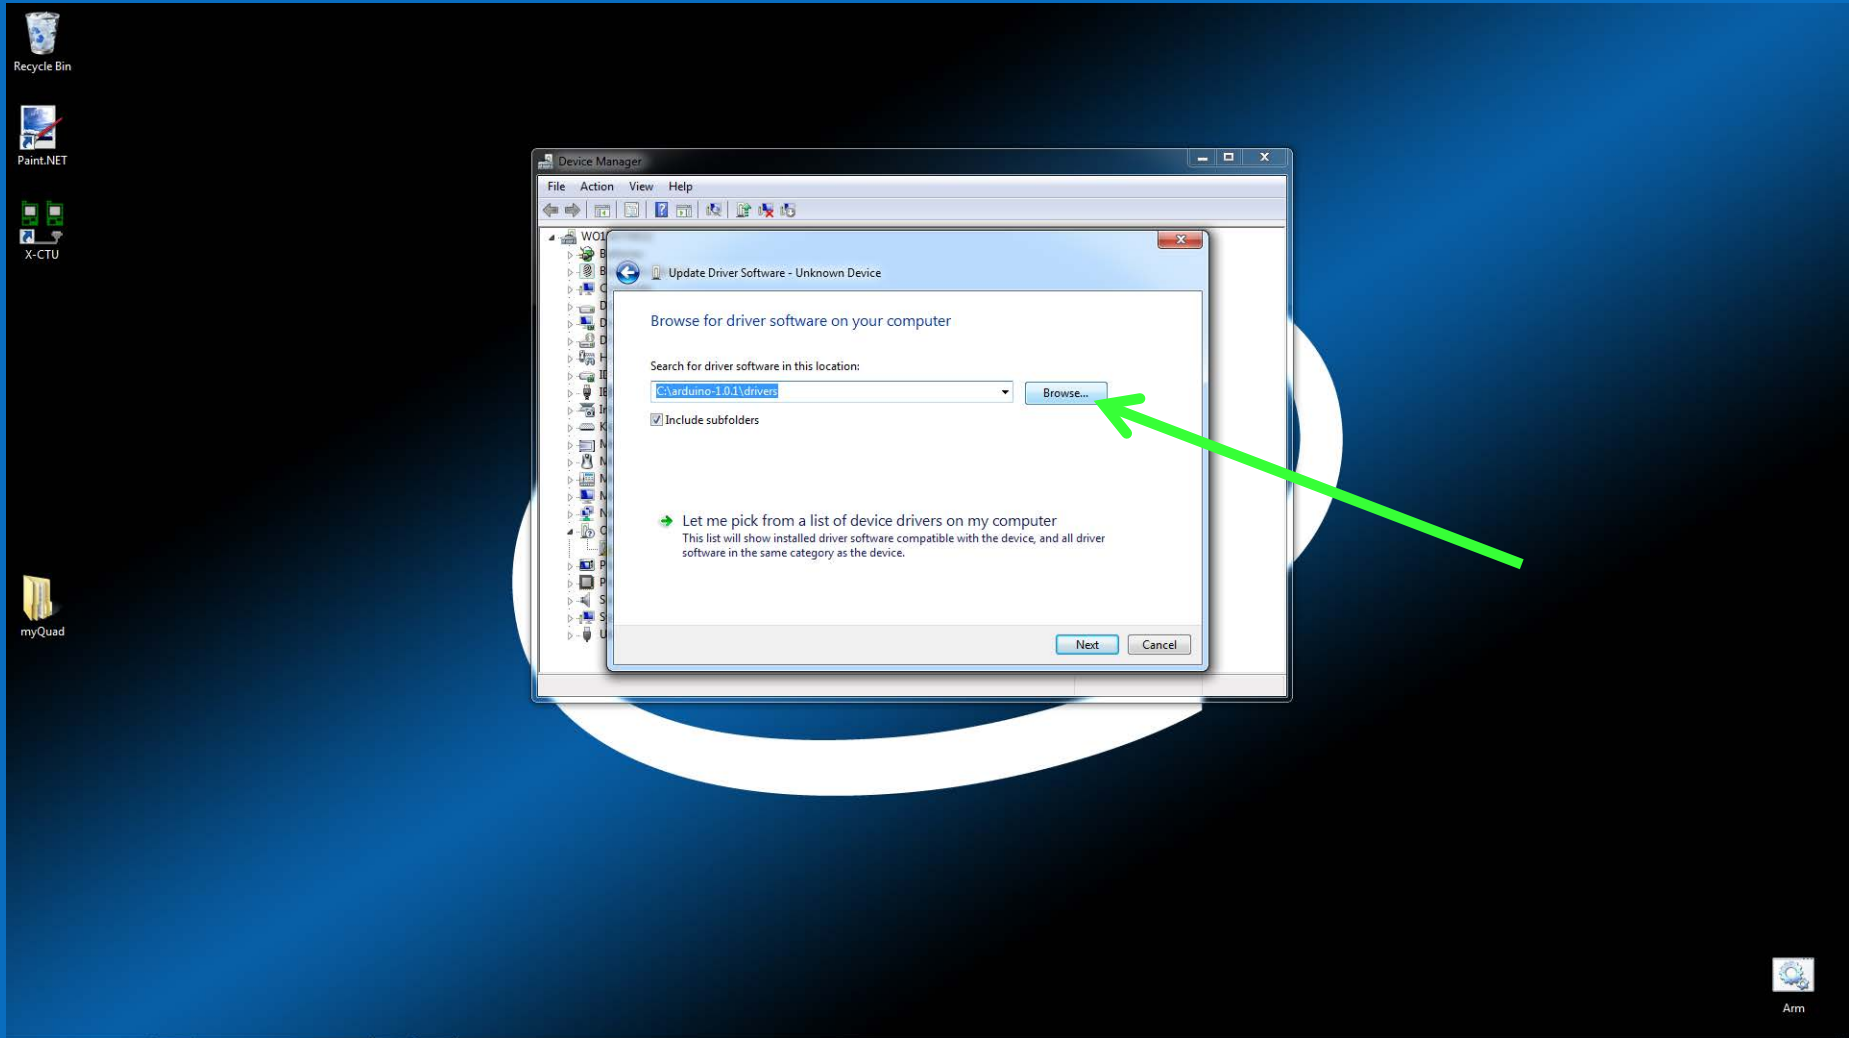 Recycle Bin
Paint.NET
X-CTU
myQuad
Device Manager
File Action View Help
Update Driver Software - Unknown Device
Browse for driver software on your computer
Search for driver software in this location:
C:\arduino-1.0.1\drivers
Browse...
Include subfolders
Let me pick from a list of device drivers on my computer
This list will show installed driver software compatible with the device, and all driver
software in the same category as the device.
Next Cancel
Arm